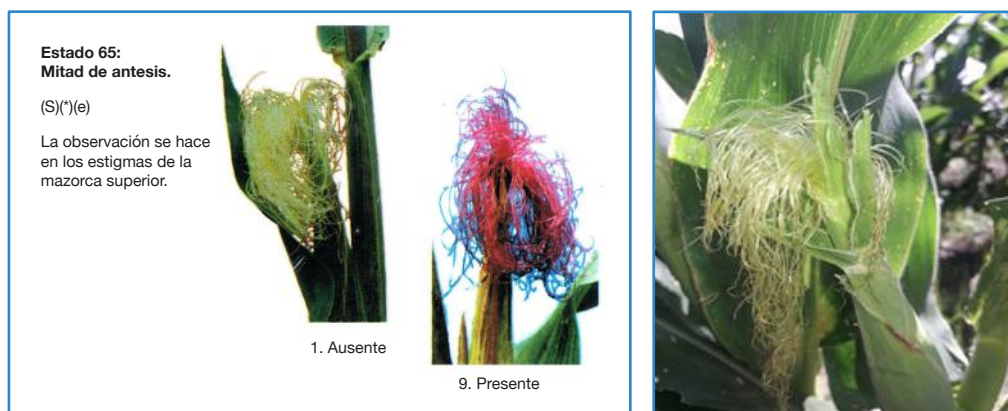 Estado 65:
Mitad de antesis.
(S)(*)(e)
La observación se hace
en los estigmas de la
mazorca superior.
1. Ausente
9. Presente